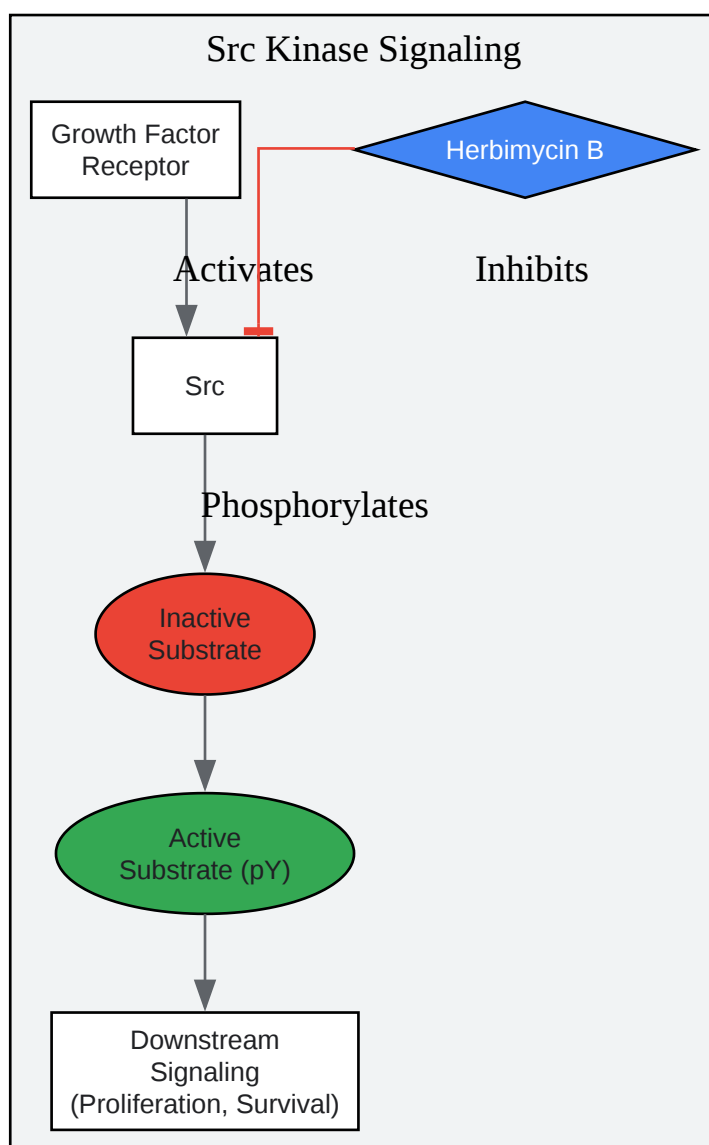 Src Kinase Signaling
Growth Factor
Receptor
Herbimycin B
Activates
Inhibits
Src
Phosphorylates
Inactive
Substrate
Active
Substrate (pY)
Downstream
Signaling
(Proliferation, Survival)